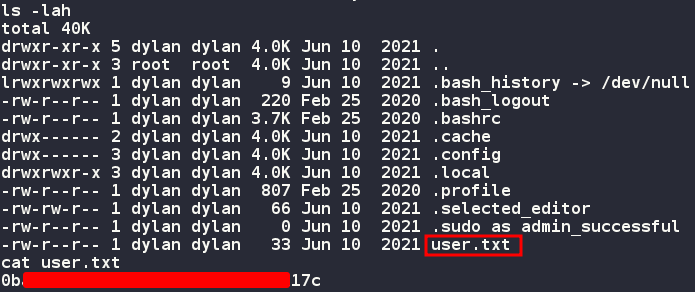 ls -lah
total 40K
drwxr-xr-x 5 dylan dylan 4.0K Jun 10 2021 .
drwxr-xr-x 3 root root 4.0K Jun 10 2021 ..
lrwxrwxrwx 1 dylan dylan 9 Jun 10 2021 .bash_history -> /dev/null
-rw-r--r-- 1 dylan dylan 220 Feb 25 2020 .bash_logout
-rw-r--r-- 1 dylan dylan 3.7K Feb 25 2020 .bashrc
drwx------ 2 dylan dylan 4.0K Jun 10 2021 .cache
drwx------ 3 dylan dylan 4.0K Jun 10 2021 .config
drwxrwxr-x 3 dylan dylan 4.0K Jun 10 2021 .local
-rw-r--r-- 1 dylan dylan 807 Feb 25 2020 .profile
-rw-rw-r-- 1 dylan dylan 66 Jun 10 2021 .selected_editor
-rw-r--r-- 1 dylan dylan 0 Jun 10 2021 .sudo_as_admin_successful
-rw-r--r-- 1 dylan dylan 33 Jun 10 2021 user.txt
cat user.txt
0b 17c